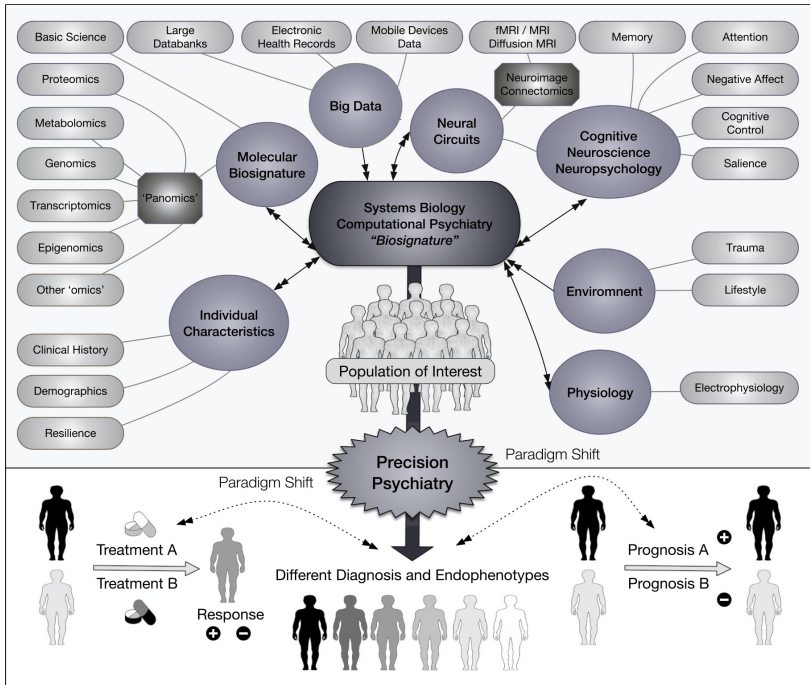 Basic Science
Large
Databanks
Electronic
Health Records
Mobile Devices
Data
fMRI / MRI
Diffusion MRI
Memory
Attention
Proteomics
Metabolomics
Genomics
Transcriptomics
Epigenomics
Other 'omics'
'Panomics'
Molecular
Biosignature
Big Data
Neural
Circuits
Neuroimage
Connectomics
Cognitive
Neuroscience
Neuropsychology
Negative Affect
Cognitive
Control
Salience
Systems Biology
Computational Psychiatry
"Biosignature"
Individual
Characteristics
Clinical History
Demographics
Resilience
Enviromnent
Trauma
Lifestyle
Physiology
Electrophysiology
Population of Interest
Precision
Psychiatry
Paradigm Shift
Paradigm Shift
Treatment A
Treatment B
Response
+ −
Different Diagnosis and Endophenotypes
Prognosis A
+
Prognosis B
−